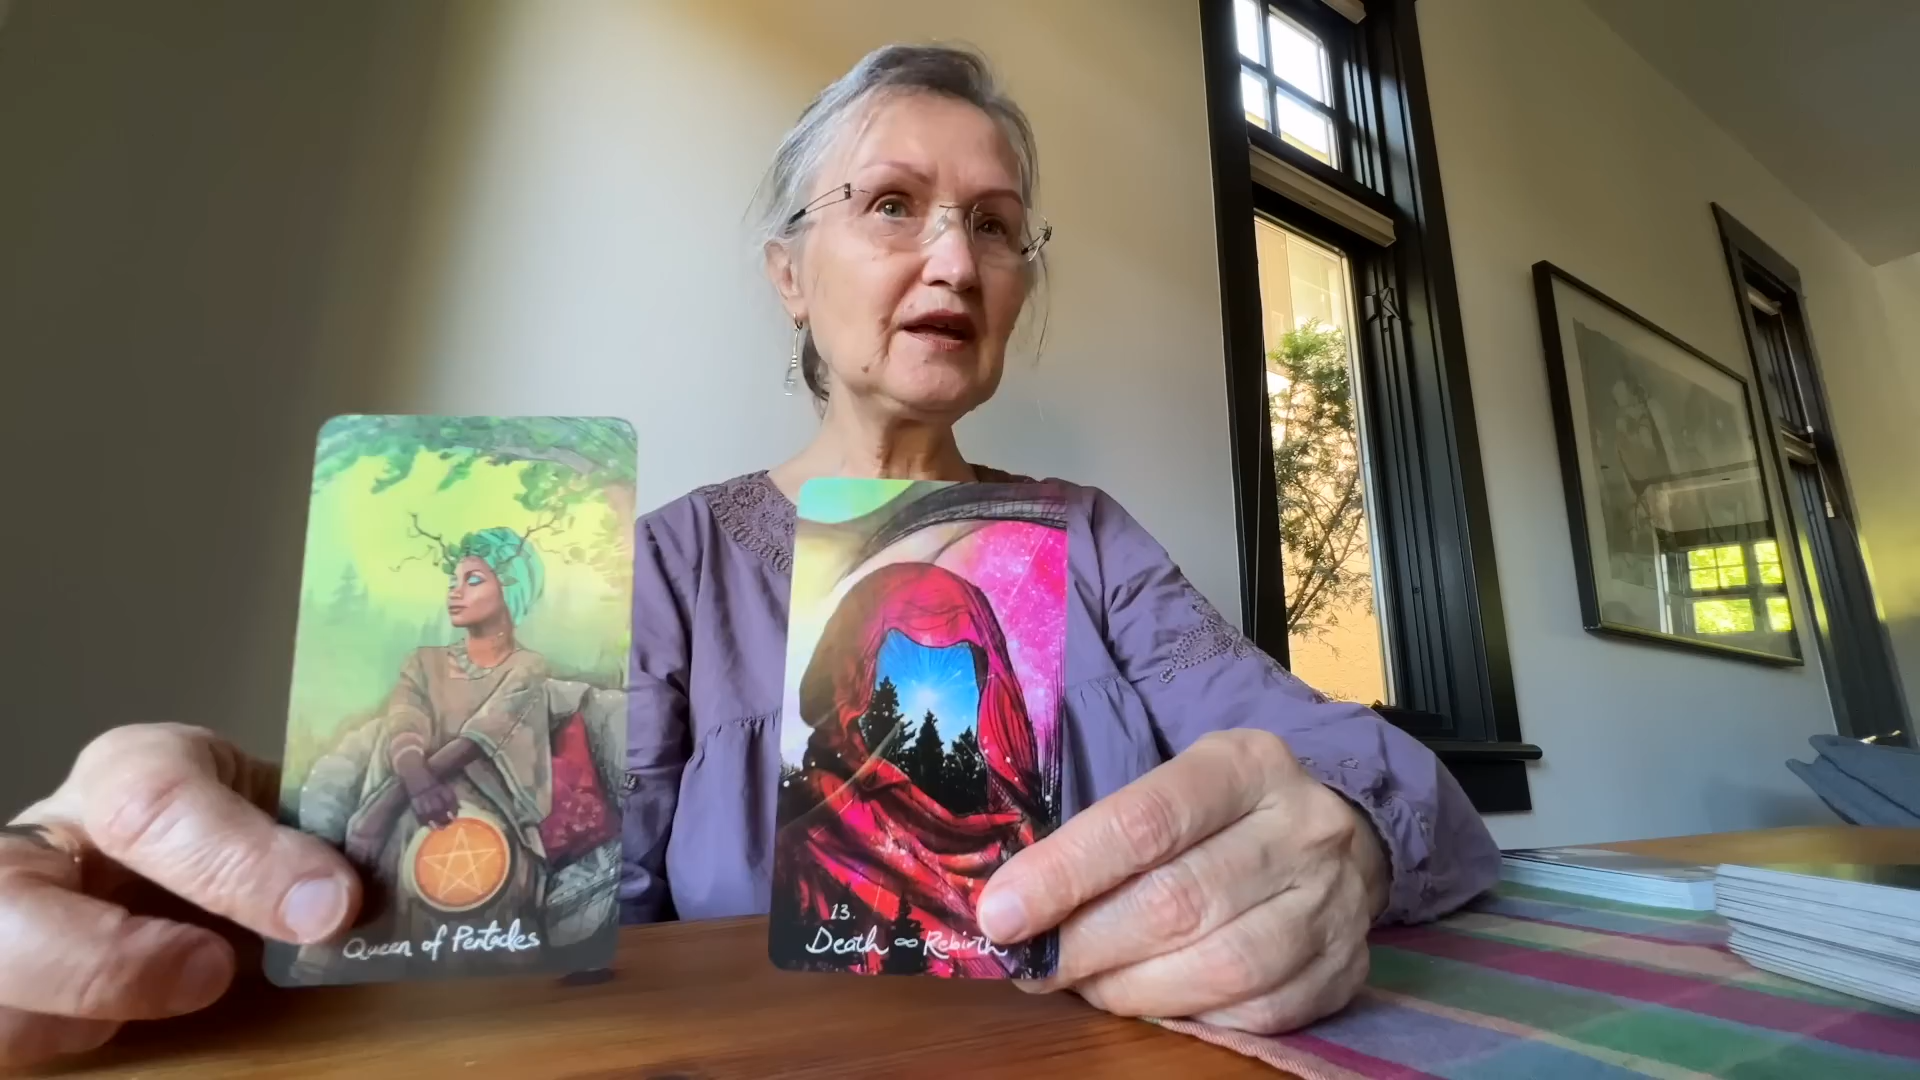 Queen of Pentacles
13.
Death ∞ Rebirth